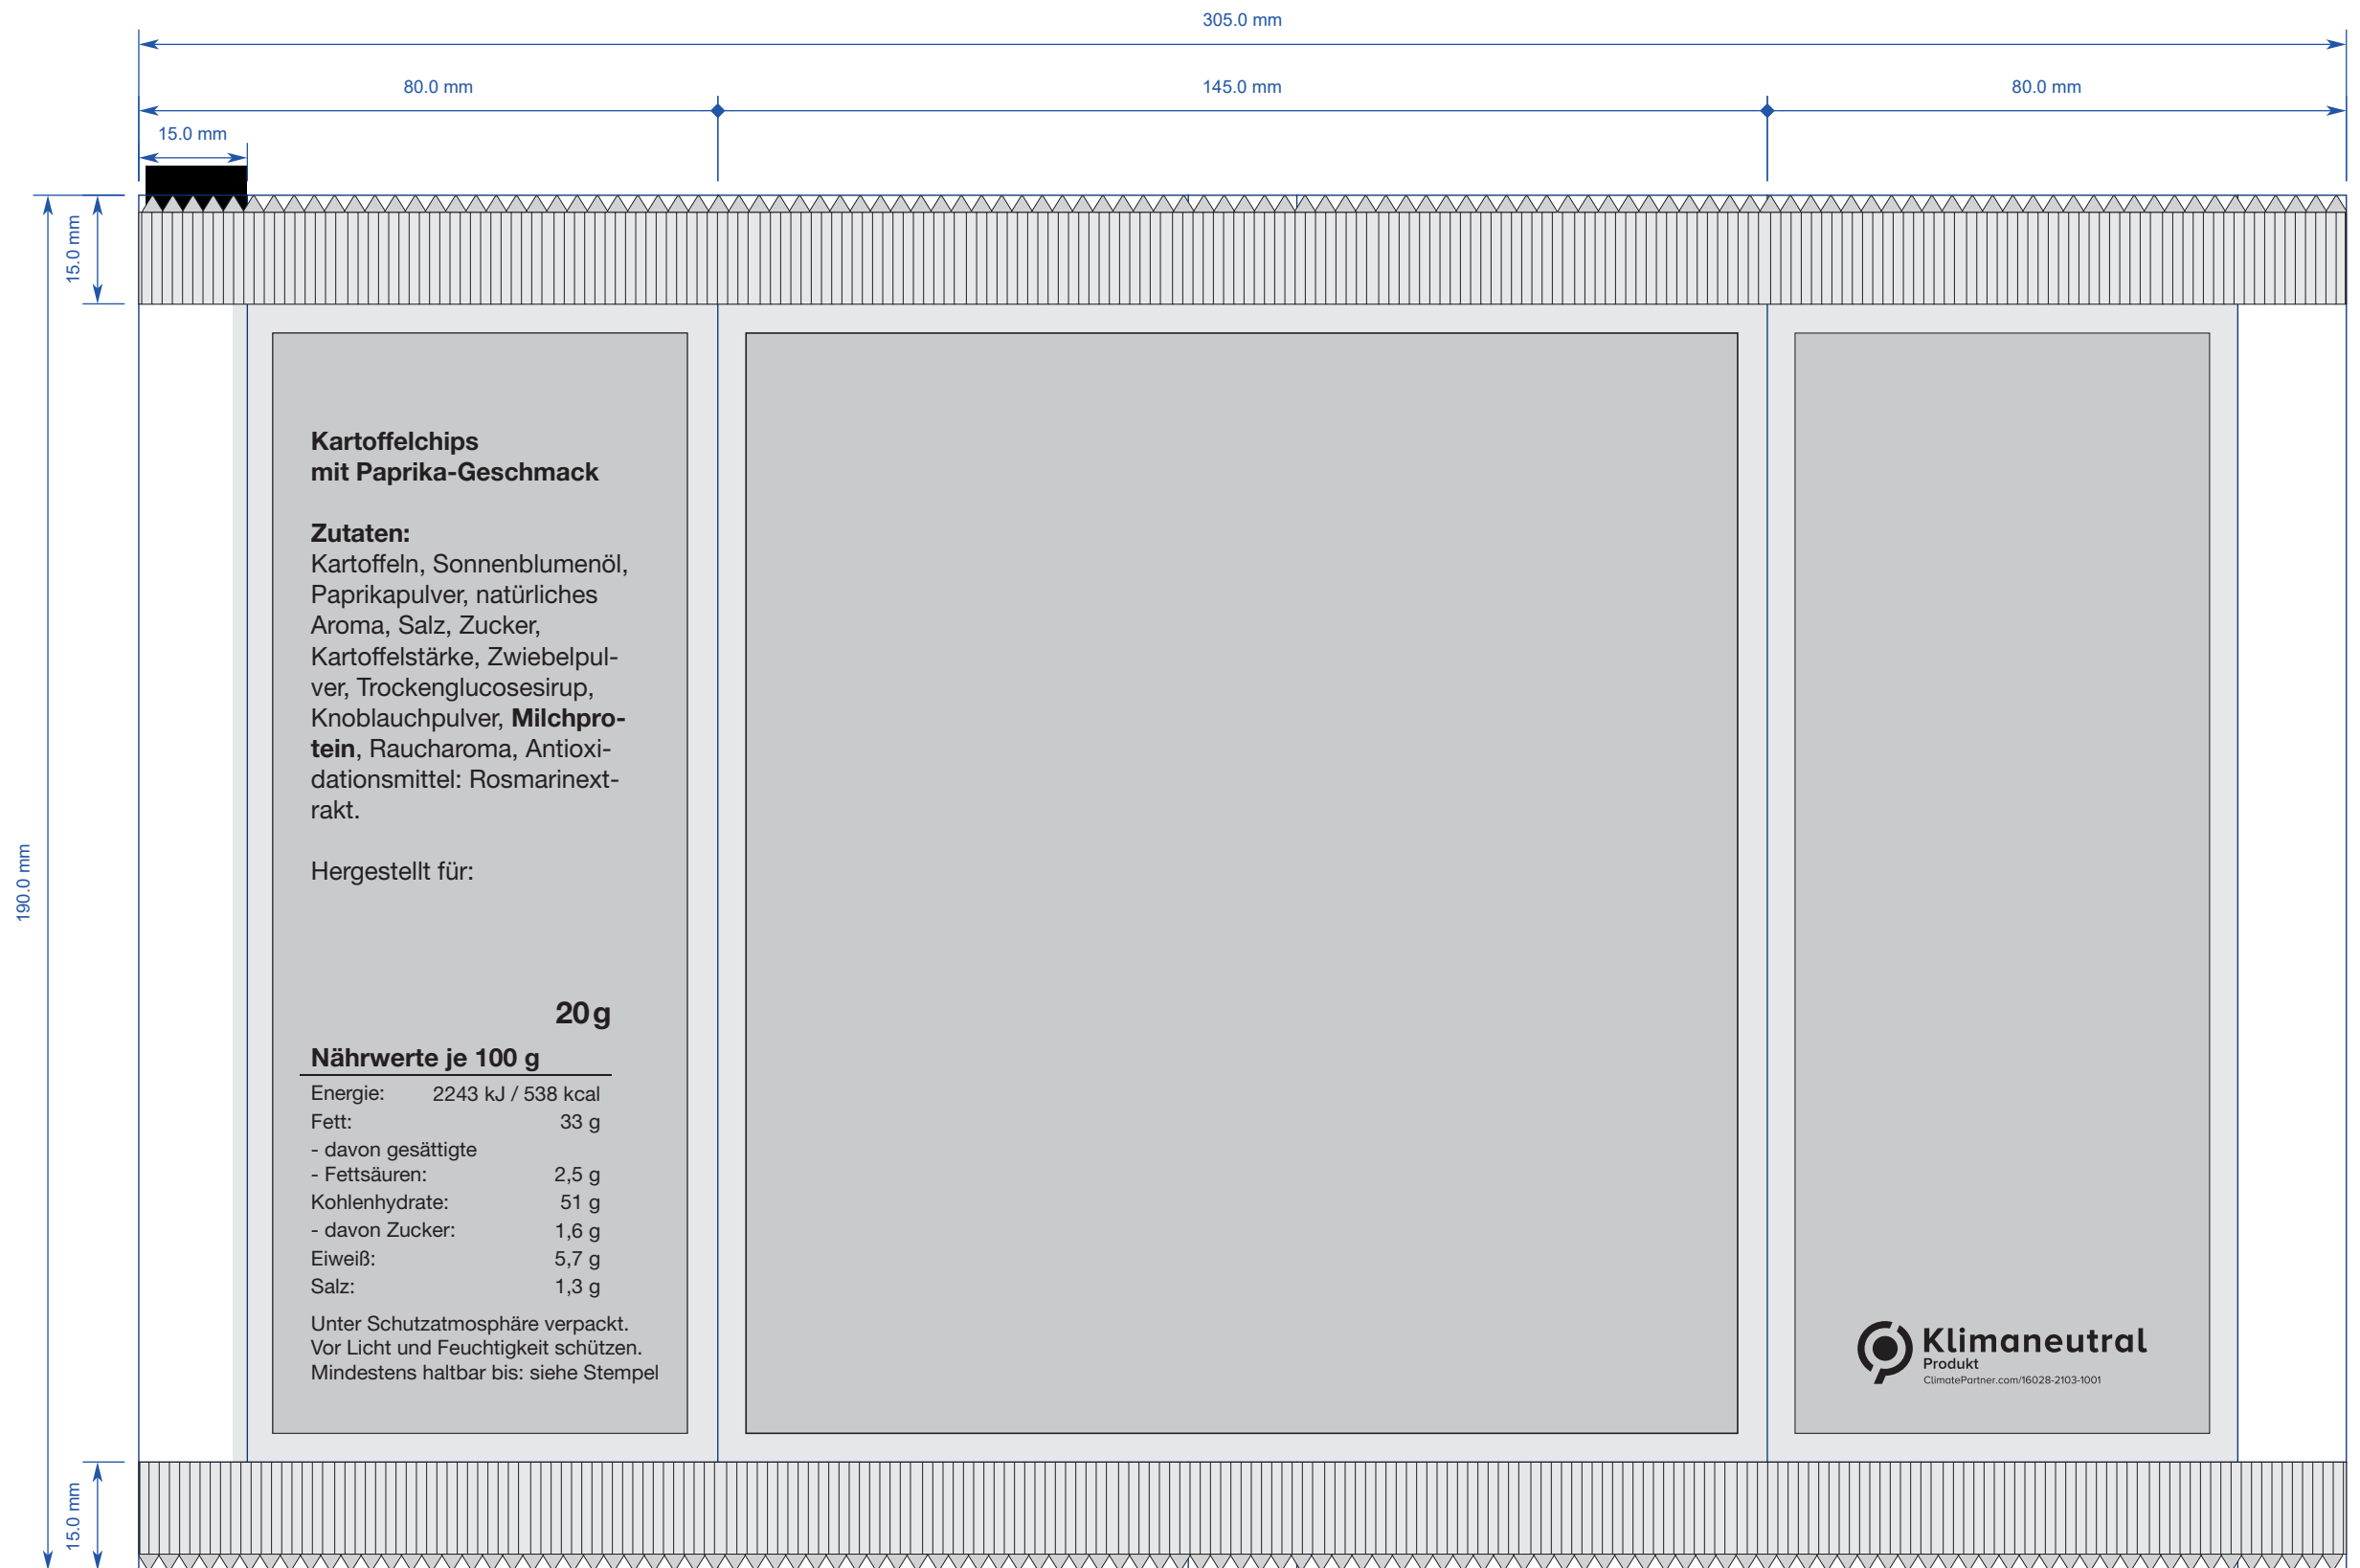 305.0 mm
80.0 mm
145.0 mm
80.0 mm
15.0 mm
15.0 mm
190.0 mm
15.0 mm
Kartoffelchips
mit Paprika-Geschmack
Zutaten:
Kartoffeln, Sonnenblumenöl,
Paprikapulver, natürliches
Aroma, Salz, Zucker,
Kartoffelstärke, Zwiebelpul-
ver, Trockenglucosesirup,
Knoblauchpulver, Milchpro-
tein, Raucharoma, Antioxi-
dationsmittel: Rosmarinext-
rakt.
Hergestellt für:
20 g
Nährwerte je 100 g
Energie: 2243 kJ / 538 kcal
Fett: 33 g
- davon gesättigte
- Fettsäuren: 2,5 g
Kohlenhydrate: 51 g
- davon Zucker: 1,6 g
Eiweiß: 5,7 g
Salz: 1,3 g
Unter Schutzatmosphäre verpackt.
Vor Licht und Feuchtigkeit schützen.
Mindestens haltbar bis: siehe Stempel
Klimaneutral
Produkt
ClimatePartner.com/16028-2103-1001